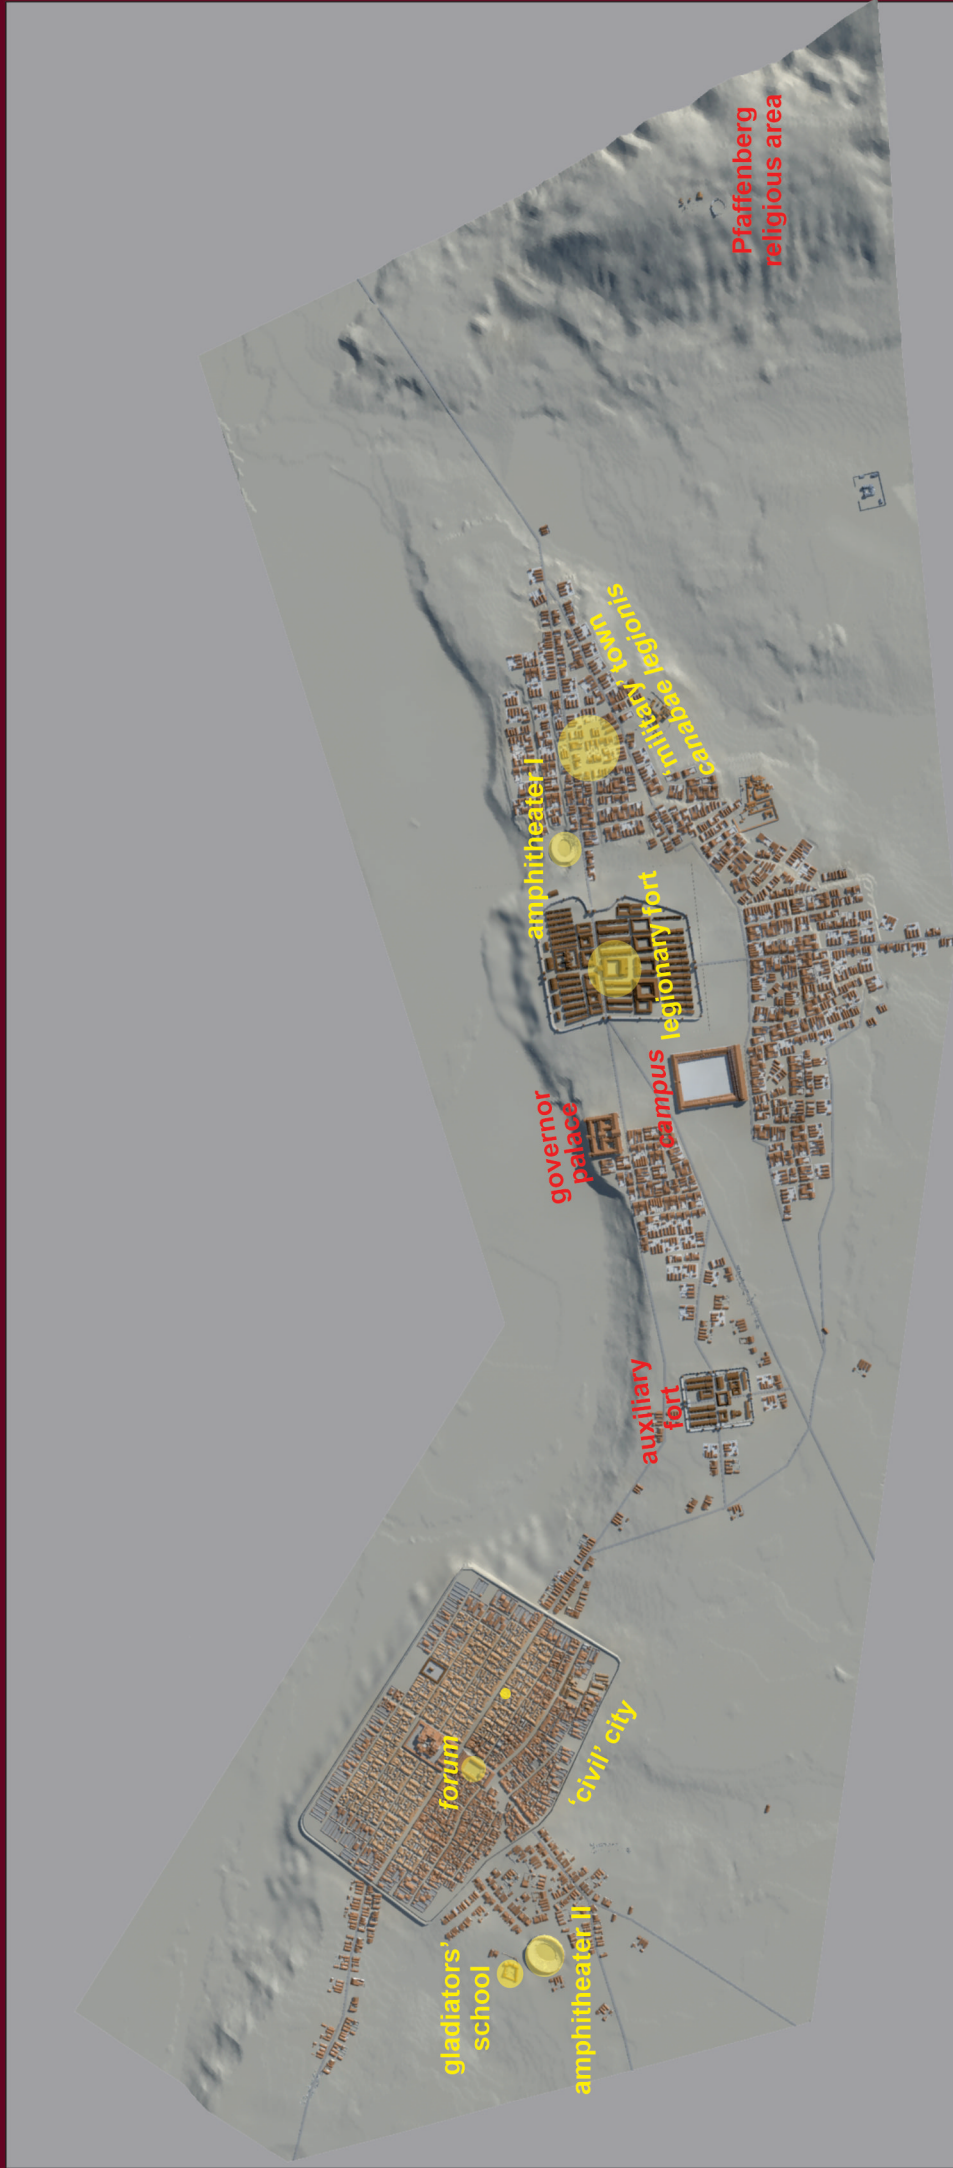 Pfaffenberg
religious area
'military' town
canabae legionis
amphitheater I
legionary fort
campus
governor
palace
auxiliary
fort
forum
'civil' city
gladiators'
school
amphitheater II